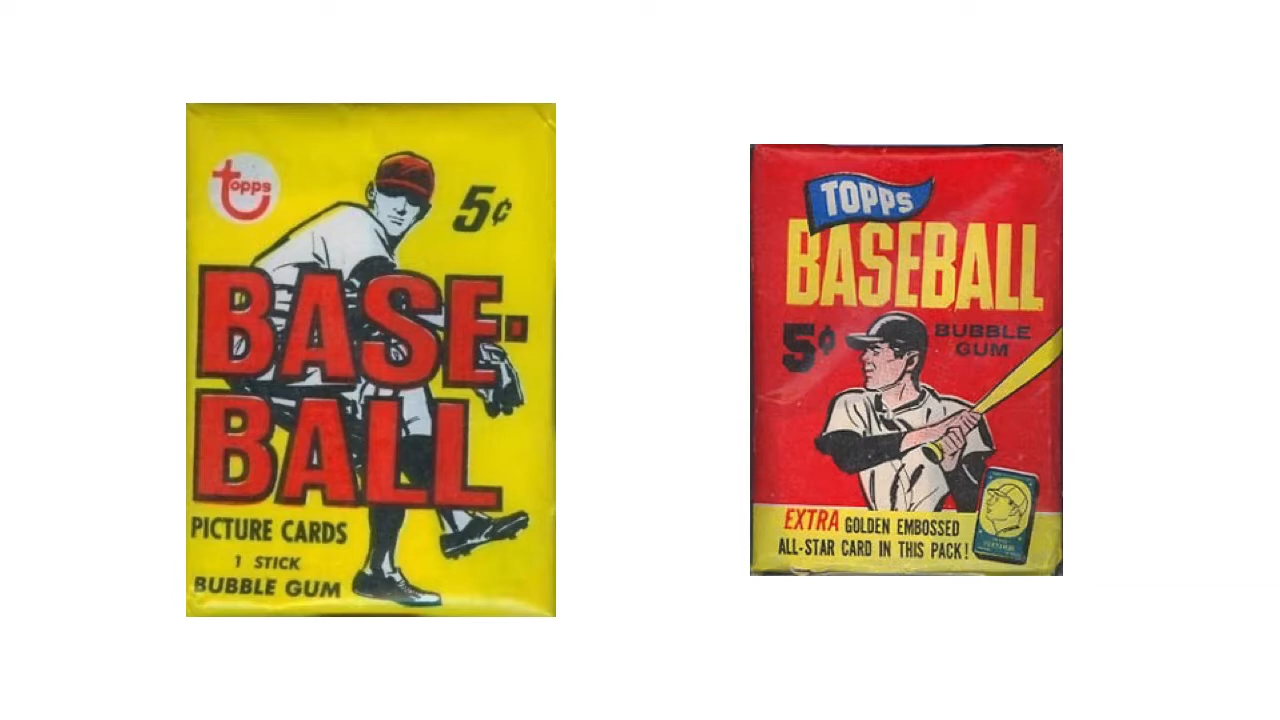 topps
5¢
BASE-
BALL
PICTURE CARDS
1 STICK
BUBBLE GUM
TOPPS
BASEBALL
5¢
BUBBLE
GUM
EXTRA GOLDEN EMBOSSED
ALL-STAR CARD IN THIS PACK!